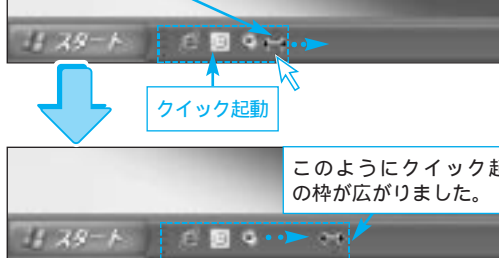 スタート
クイック起動
このようにクイック起
の枠が広がりました。
スタート